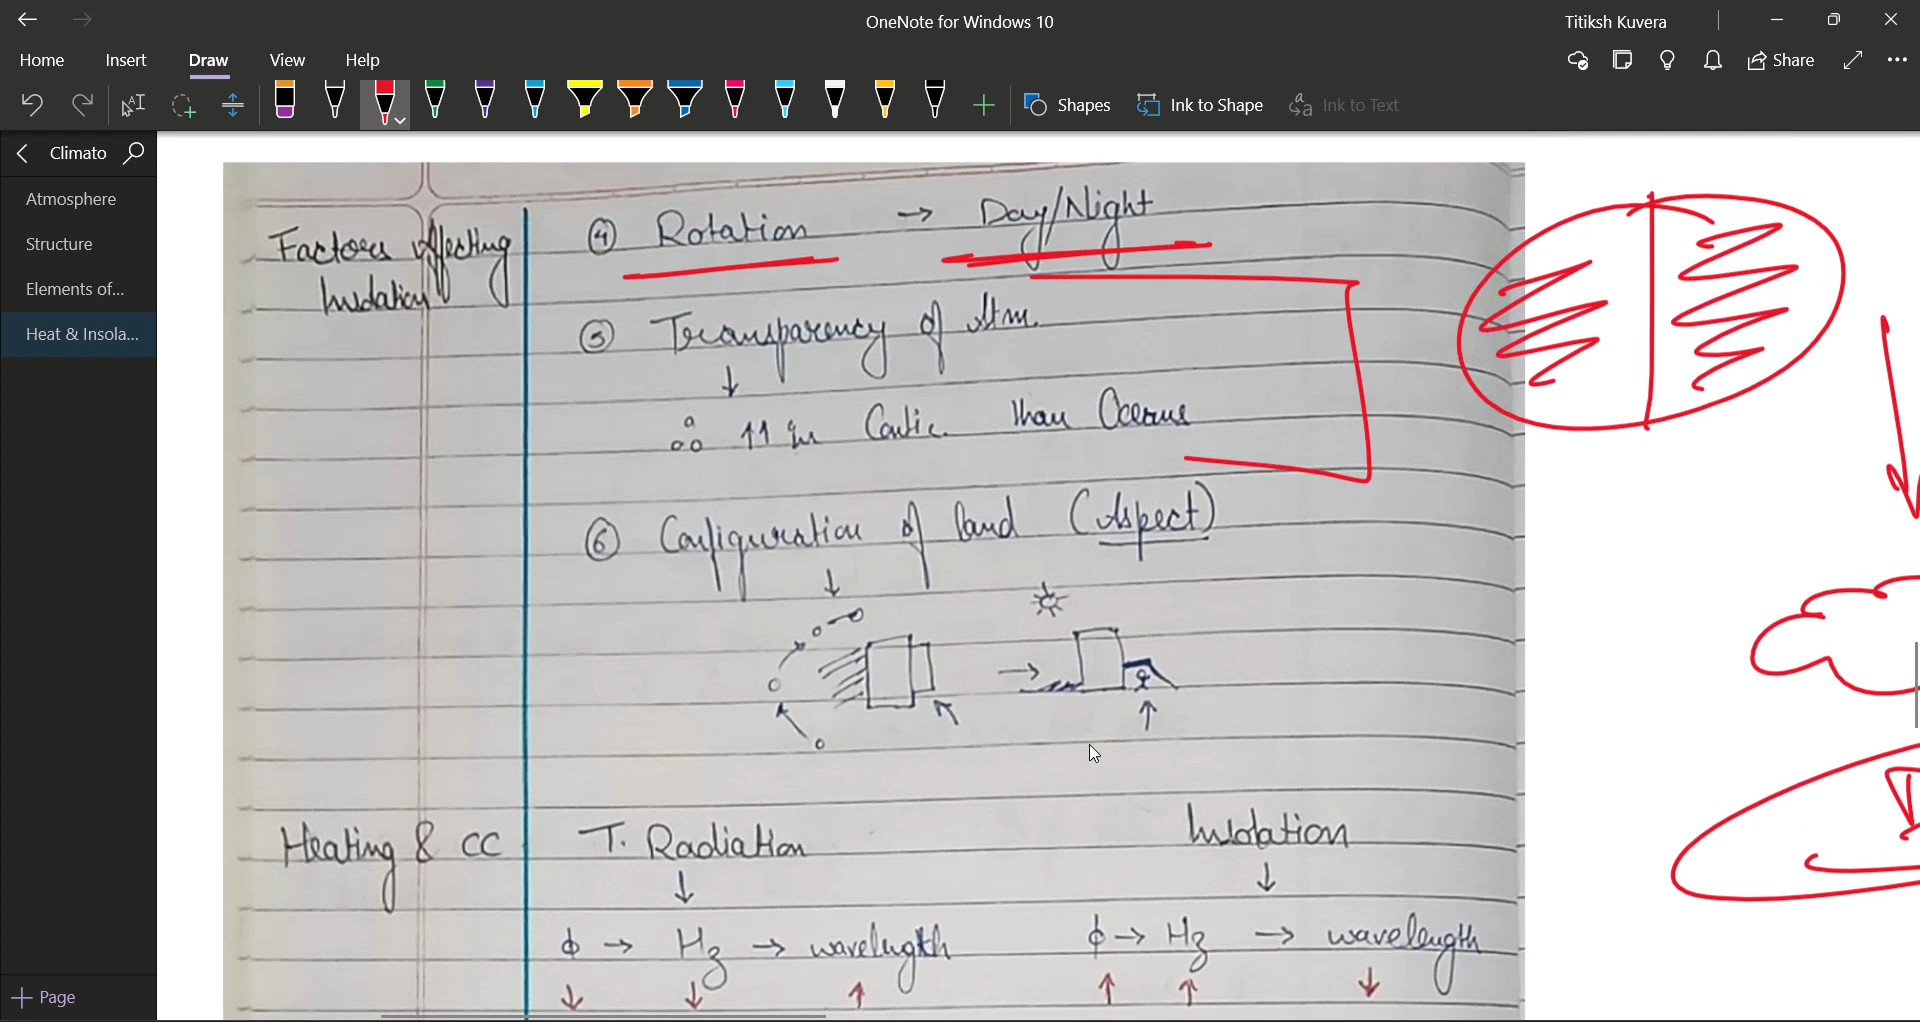 OneNote for Windows 10
Titiksh Kuvera
Home Insert Draw View Help
Share
Shapes Ink to Shape Ink to Text
Climato
Atmosphere
Structure
Elements of...
Heat & Insola...
Page
Factors affecting
Insolation
④ Rotation → Day/Night
⑤ Transparency of Atm.
↓
∴ ↑↑ in Contic. than Oceans
⑥ Configuration of land (Aspect)
↓
Heating & CC
T. Radiation Insolation
↓ ↓
ɸ → Hz → wavelength ɸ → Hz → wavelength
↓ ↓ ↑ ↑ ↑ ↓